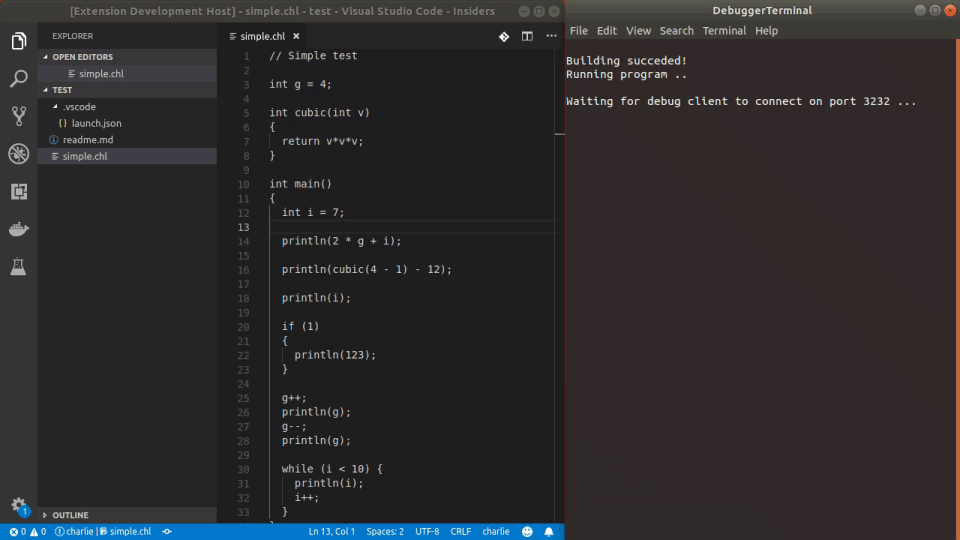 [Extension Development Host] - simple.chl - test - Visual Studio Code - Insiders
EXPLORER
OPEN EDITORS
simple.chl
TEST
.vscode
{} launch.json
readme.md
simple.chl
OUTLINE
simple.chl ×
1 // Simple test
2
3 int g = 4;
4
5 int cubic(int v)
6 {
7 return v*v*v;
8 }
9
10 int main()
11 {
12 int i = 7;
13
14 println(2 * g + i);
15
16 println(cubic(4 - 1) - 12);
17
18 println(i);
19
20 if (1)
21 {
22 println(123);
23 }
24
25 g++;
26 println(g);
27 g--;
28 println(g);
29
30 while (i < 10) {
31 println(i);
32 i++;
33 }
1
0 0 charlie | simple.chl Ln 13, Col 1 Spaces: 2 UTF-8 CRLF charlie
DebuggerTerminal
File Edit View Search Terminal Help
Building succeded!
Running program ..
Waiting for debug client to connect on port 3232 ...